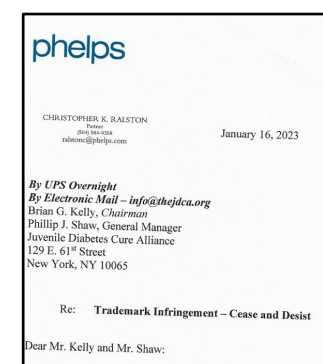 phelps
CHRISTOPHER K. RALSTON
Partner
(504) 584-9358
ralstonc@phelps.com
January 16, 2023
By UPS Overnight
By Electronic Mail – info@thejdca.org
Brian G. Kelly, Chairman
Phillip J. Shaw, General Manager
Juvenile Diabetes Cure Alliance
129 E. 61st Street
New York, NY 10065
Re: Trademark Infringement – Cease and Desist
Dear Mr. Kelly and Mr. Shaw: